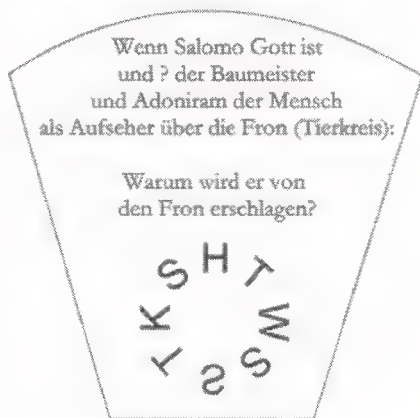 Wenn Salomo Gott ist
und ? der Baumeister
und Adoniram der Mensch
als Aufseher über die Fron (Tierkreis):
Warum wird er von
den Fron erschlagen?
H T W S S T K S